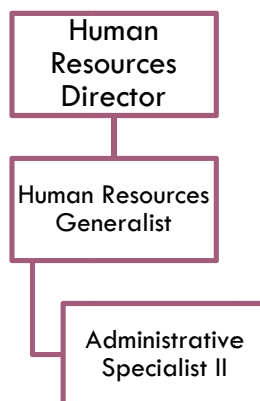 Human
Resources
Director
Human Resources
Generalist
Administrative
Specialist II